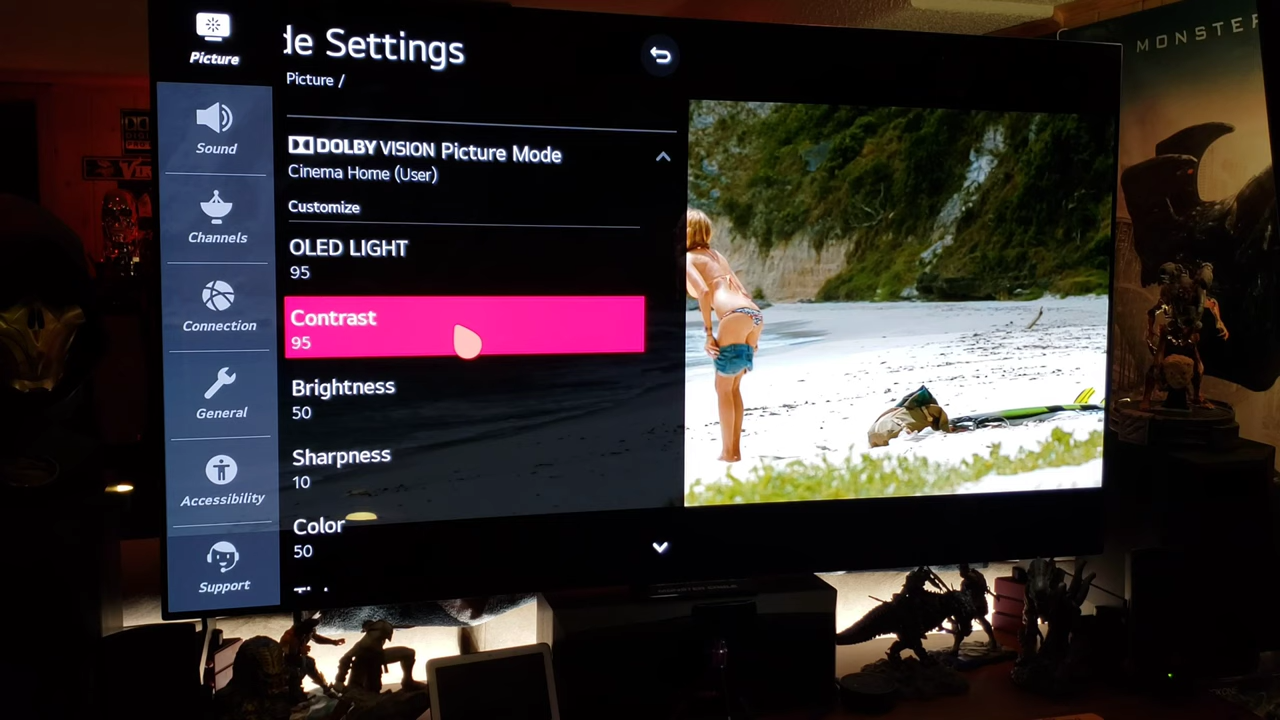 Picture
de Settings
Picture /
DOLBY VISION Picture Mode
Cinema Home (User)
Customize
OLED LIGHT
95
Contrast
95
Brightness
50
Sharpness
10
Color
50
Sound
Channels
Connection
General
Accessibility
Support
MONSTER